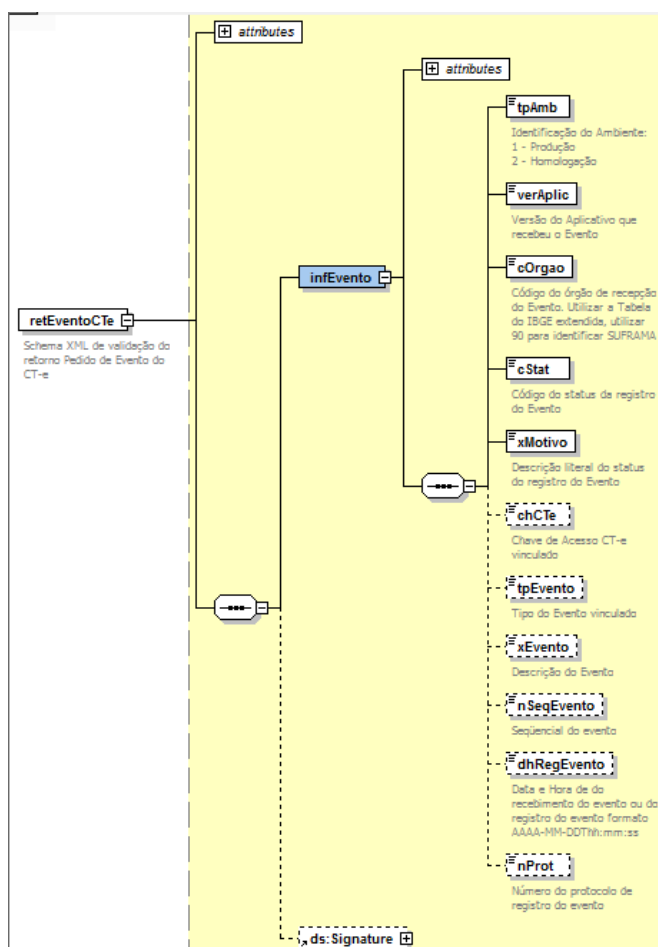 attributes
attributes
tpAmb
Identificação do Ambiente:
1 - Produção
2 - Homologação
verAplic
Versão do Aplicativo que
recebeu o Evento
infEvento
cOrgao
Código do órgão de recepção
do Evento. Utilizar a Tabela
do IBGE extendida, utilizar
90 para identificar SUFRAMA
retEventoCTe
Schema XML de validação do
retorno Pedido de Evento do
CT-e
cStat
Código do status da registro
do Evento
xMotivo
Descrição literal do status
do registro do Evento
chCTe
Chave de Acesso CT-e
vinculado
tpEvento
Tipo do Evento vinculado
xEvento
Descrição do Evento
nSeqEvento
Seqüencial do evento
dhRegEvento
Data e Hora de do
recebimento do evento ou do
registro do evento formato
AAAA-MM-DDThh:mm:ss
nProt
Número do protocolo de
registro do evento
ds:Signature